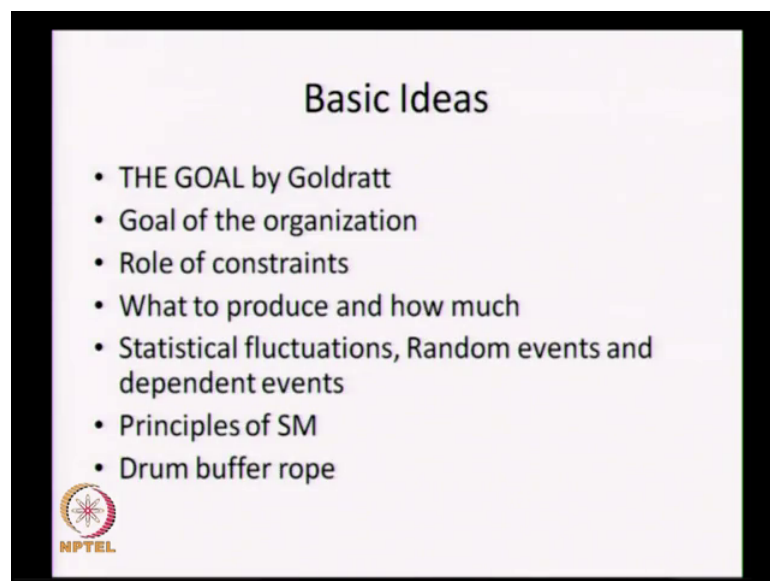 Basic Ideas
• THE GOAL by Goldratt
• Goal of the organization
• Role of constraints
• What to produce and how much
• Statistical fluctuations, Random events and
dependent events
• Principles of SM
• Drum buffer rope
NPTEL